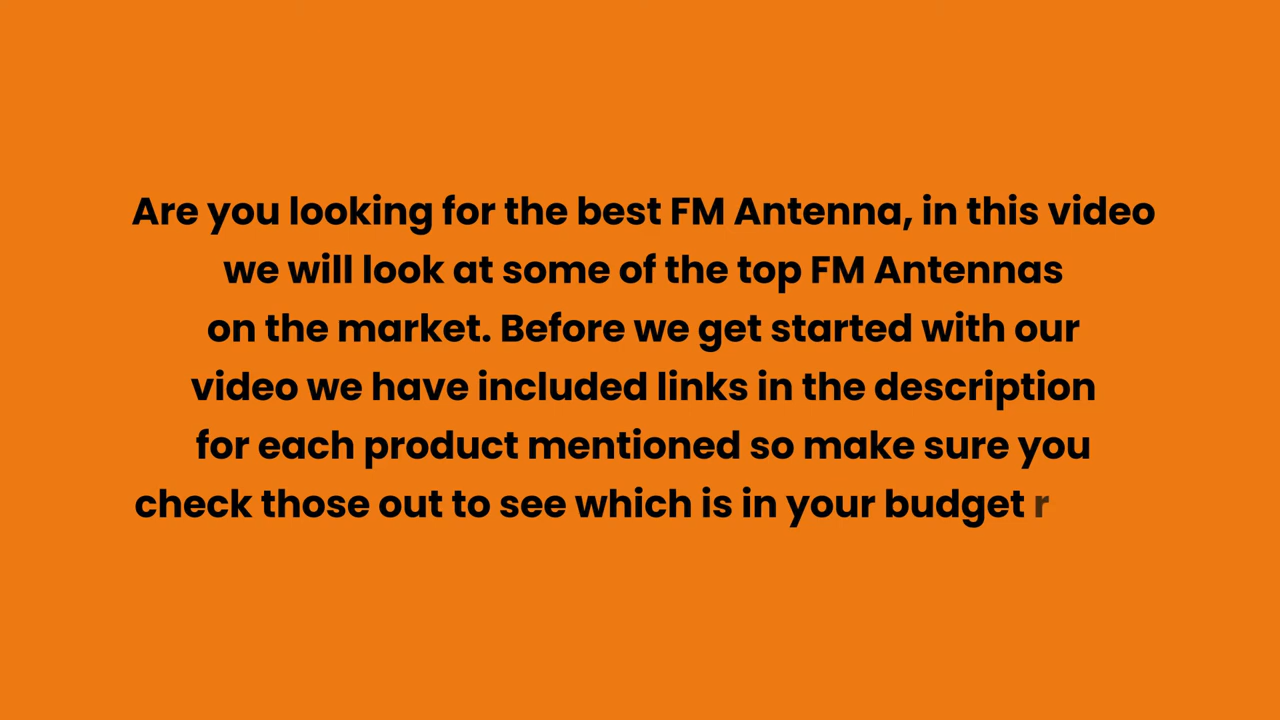 Are you looking for the best FM Antenna, in this video
we will look at some of the top FM Antennas
on the market. Before we get started with our
video we have included links in the description
for each product mentioned so make sure you
check those out to see which is in your budget r